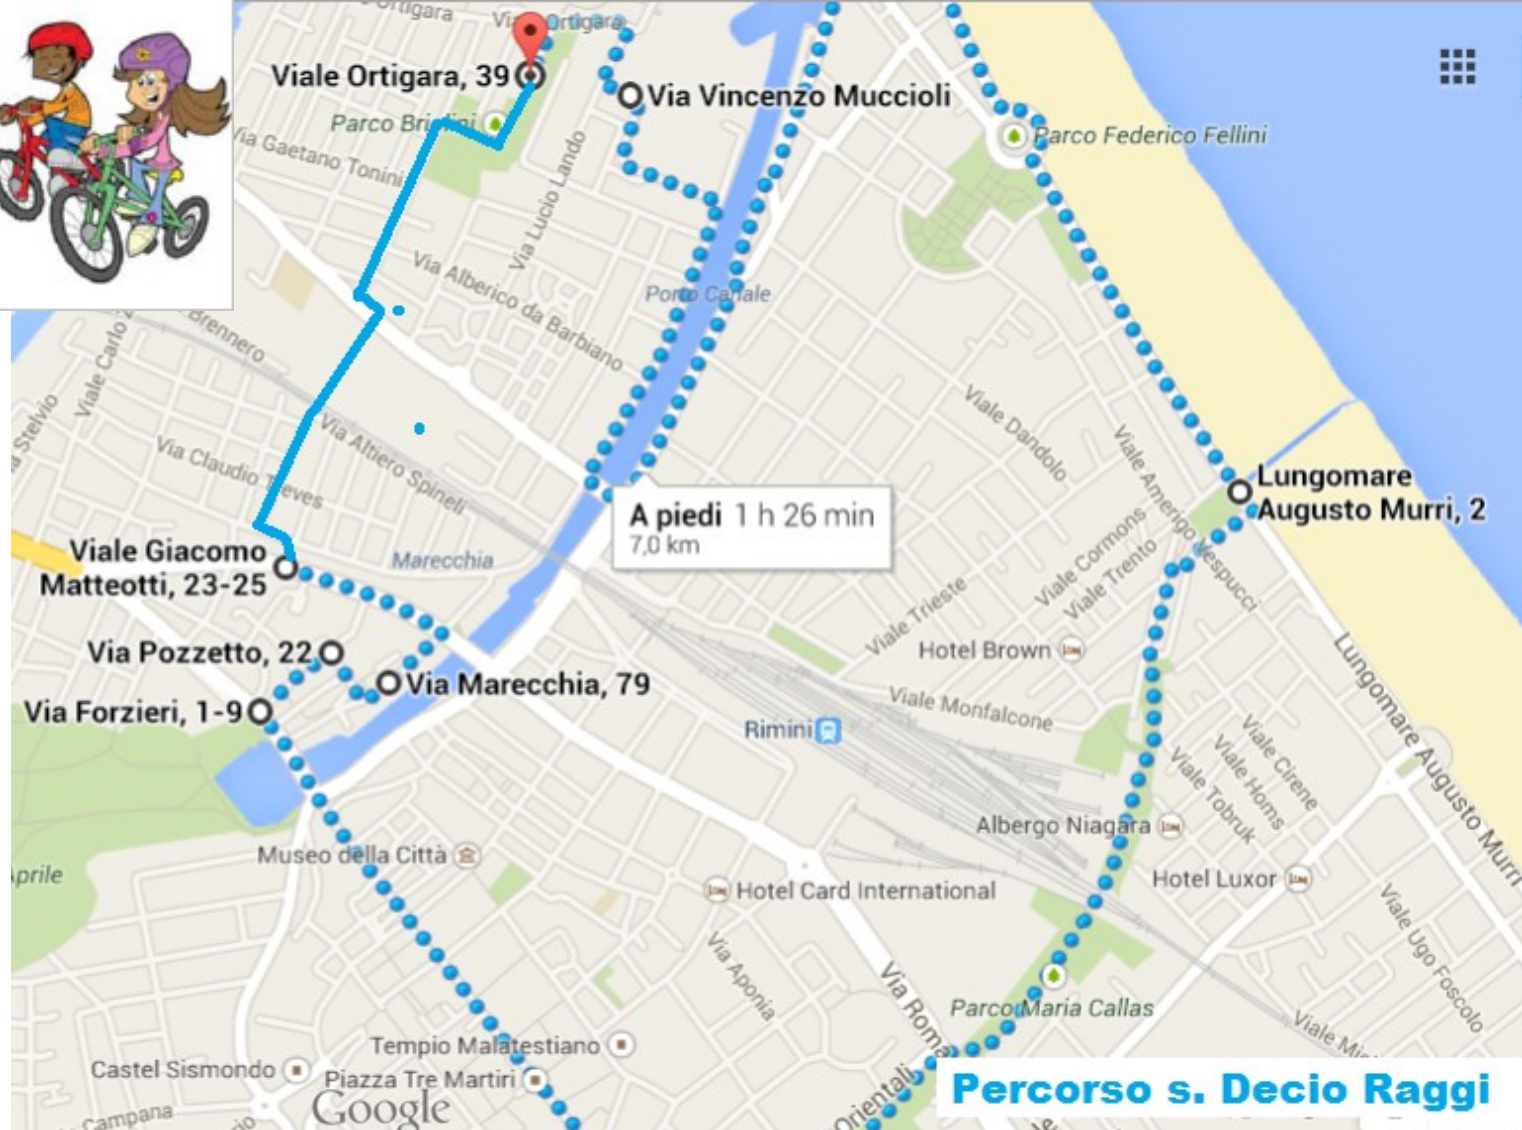 Ortigara
Via Ortigara
Viale Ortigara, 39
Via Vincenzo Muccioli
Parco Briolini
Parco Federico Fellini
Via Gaetano Tonini
Via Lucio Lando
Via Alberico da Barbiano
Porto Canale
Brennero
Viale Carlo
Stelvio
Via Claudio Treves
Via Altiero Spinelli
Viale Dandolo
Viale Amerigo Vespucci
Lungomare
Augusto Murri, 2
A piedi 1 h 26 min
7,0 km
Viale Giacomo
Matteotti, 23-25
Marecchia
Viale Cormons
Viale Trento
Viale Trieste
Hotel Brown
Via Pozzetto, 22
Via Marecchia, 79
Via Forzieri, 1-9
Viale Monfalcone
Rimini
Lungomare Augusto Murri
Viale Cirene
Viale Homs
Viale Tobruk
Albergo Niagara
Museo della Città
Aprile
Hotel Card International
Hotel Luxor
Viale Ugo Foscolo
Via Aponia
Via Roma
Parco Maria Callas
Viale
Tempio Malatestiano
Castel Sismondo
Piazza Tre Martiri
Google
Campana
Orientali
Percorso s. Decio Raggi